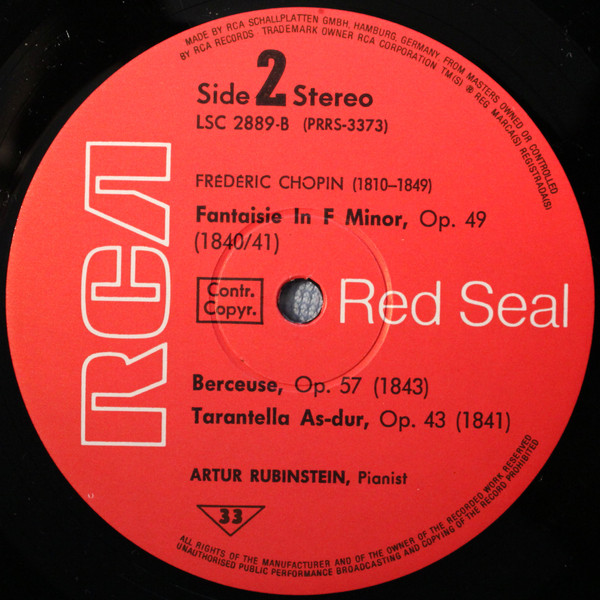 MADE BY RCA SCHALLPLATTEN GMBH, HAMBURG, GERMANY, FROM MASTERS OWNED OR CONTROLLED
BY RCA RECORDS · TRADEMARK OWNER RCA CORPORATION TM(S) ® REG. MARCA(S) REGISTRADA(S)
Side 2 Stereo
LSC 2889-B (PRRS-3373)
FRÉDÉRIC CHOPIN (1810–1849)
Fantaisie In F Minor, Op. 49
(1840/41)
Contr.
Copyr.
RCA
Red Seal
Berceuse, Op. 57 (1843)
Tarantella As-dur, Op. 43 (1841)
ARTUR RUBINSTEIN, Pianist
33
ALL RIGHTS OF THE MANUFACTURER AND OF THE OWNER OF THE RECORDED WORK RESERVED
UNAUTHORISED PUBLIC PERFORMANCE BROADCASTING AND COPYING OF THE RECORD PROHIBITED